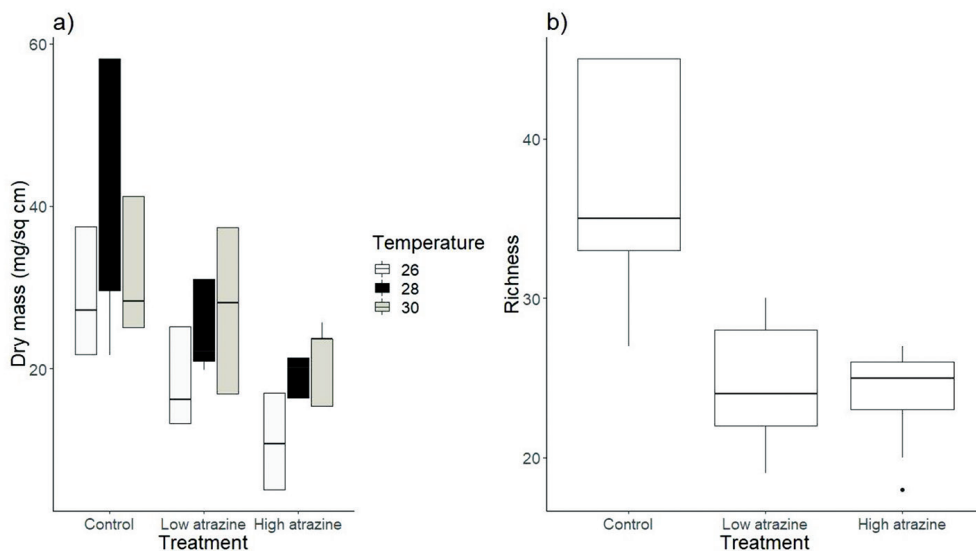 a)
Dry mass (mg/sq cm)
60
40
20
Control Low atrazine High atrazine
Treatment
Temperature
26
28
30
b)
Richness
40
30
20
Control Low atrazine High atrazine
Treatment